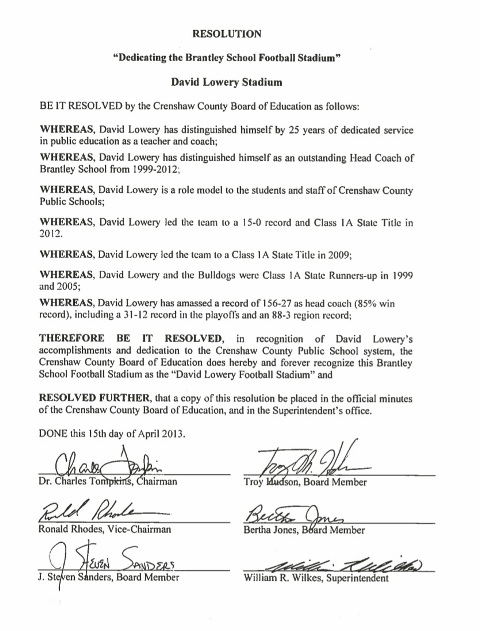 RESOLUTION
"Dedicating the Brantley School Football Stadium"
David Lowery Stadium
BE IT RESOLVED by the Crenshaw County Board of Education as follows:
WHEREAS, David Lowery has distinguished himself by 25 years of dedicated service
in public education as a teacher and coach;
WHEREAS, David Lowery has distinguished himself as an outstanding Head Coach of
Brantley School from 1999-2012;
WHEREAS, David Lowery is a role model to the students and staff of Crenshaw County
Public Schools;
WHEREAS, David Lowery led the team to a 15-0 record and Class 1A State Title in
2012.
WHEREAS, David Lowery led the team to a Class 1A State Title in 2009;
WHEREAS, David Lowery and the Bulldogs were Class 1A State Runners-up in 1999
and 2005;
WHEREAS, David Lowery has amassed a record of 156-27 as head coach (85% win
record), including a 31-12 record in the playoffs and an 88-3 region record;
THEREFORE BE IT RESOLVED, in recognition of David Lowery's
accomplishments and dedication to the Crenshaw County Public School system, the
Crenshaw County Board of Education does hereby and forever recognize this Brantley
School Football Stadium as the "David Lowery Football Stadium" and
RESOLVED FURTHER, that a copy of this resolution be placed in the official minutes
of the Crenshaw County Board of Education, and in the Superintendent's office.
DONE this 15th day of April 2013.
Dr. Charles Tompkins, Chairman
Troy Hudson, Board Member
Ronald Rhodes
Bertha Jones
Ronald Rhodes, Vice-Chairman
Bertha Jones, Board Member
J. Steven Sanders
J. Steven Sanders, Board Member
William R. Wilkes, Superintendent